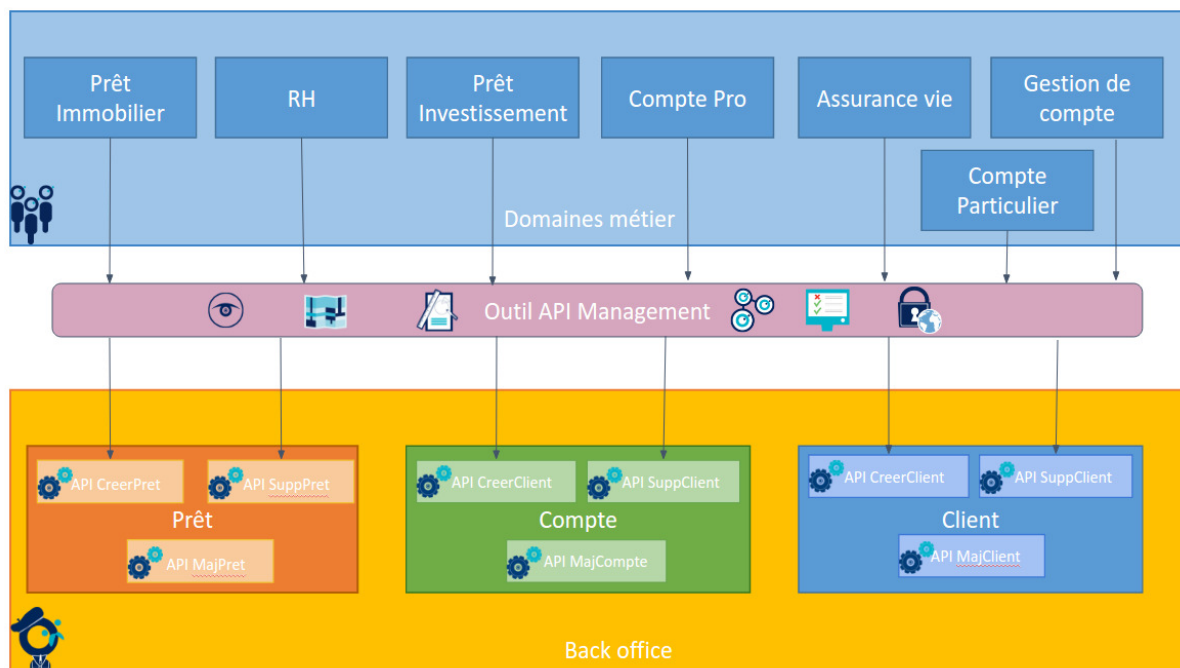 Prêt
Immobilier
RH
Prêt
Investissement
Compte Pro
Assurance vie
Gestion de
compte
Compte
Particulier
Domaines métier
Outil API Management
API CreerPret
API SuppPret
Prêt
API MajPret
API CreerClient
API SuppClient
Compte
API MajCompte
API CreerClient
API SuppClient
Client
API MajClient
Back office